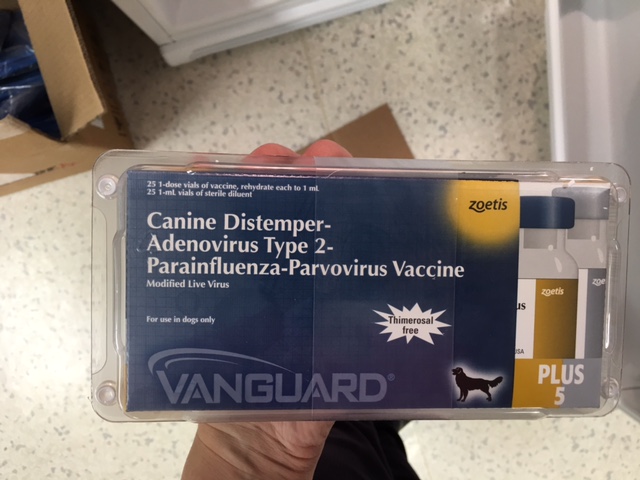 25 1-dose vials of vaccine, rehydrate each to 1 mL
25 1-mL vials of sterile diluent
zoetis
Canine Distemper-
Adenovirus Type 2-
Parainfluenza-Parvovirus Vaccine
Modified Live Virus
For use in dogs only
Thimerosal
free
VANGUARD®
zoetis
us
USA
PLUS
5